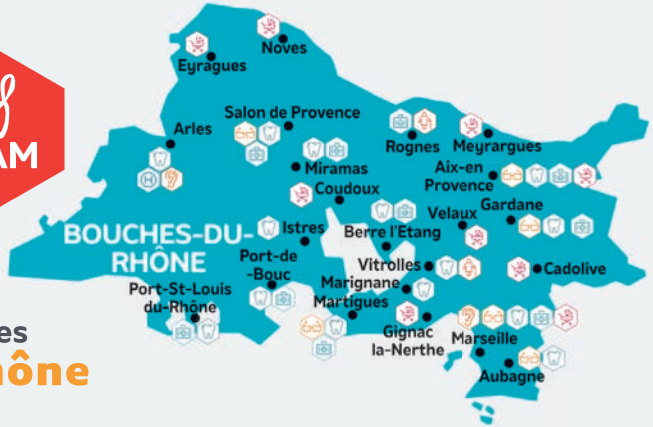 Noves
Eyragues
Salon de Provence
Arles
AM
Rognes
Meyrargues
Miramas
Aix-en
Provence
Coudoux
Gardane
Velaux
BOUCHES-DU-
RHÔNE
Istres
Berre l'Etang
Port-de
-Bouc
Vitrolles
Cadolive
Marignane
Port-St-Louis
du-Rhône
Martigues
Gignac
la-Nerthe
Marseille
Aubagne
es
hône
H